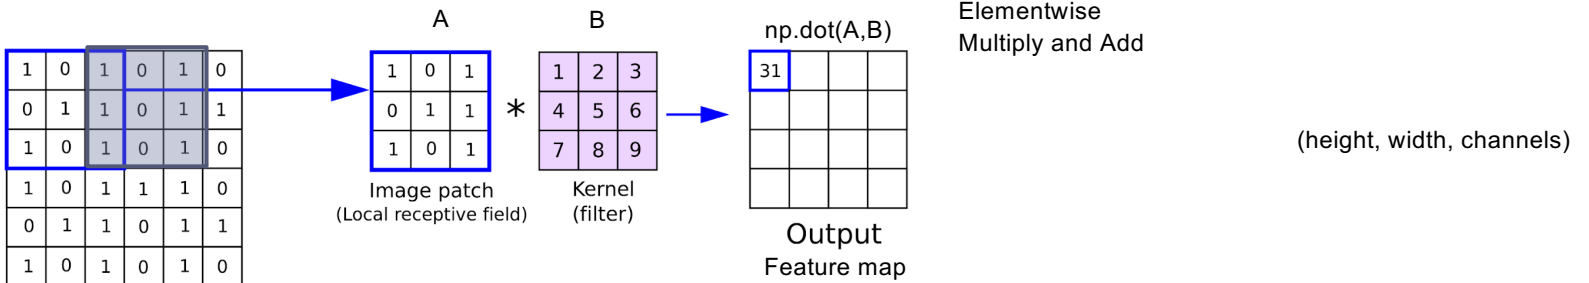 A
B
np.dot(A,B)
Elementwise
Multiply and Add
1 0 1 0 1 0
0 1 1 0 1 1
1 0 1 0 1 0
1 0 1 1 1 0
0 1 1 0 1 1
1 0 1 0 1 0
1 0 1
0 1 1
1 0 1
*
1 2 3
4 5 6
7 8 9
31
(height, width, channels)
Image patch
(Local receptive field)
Kernel
(filter)
Output
Feature map